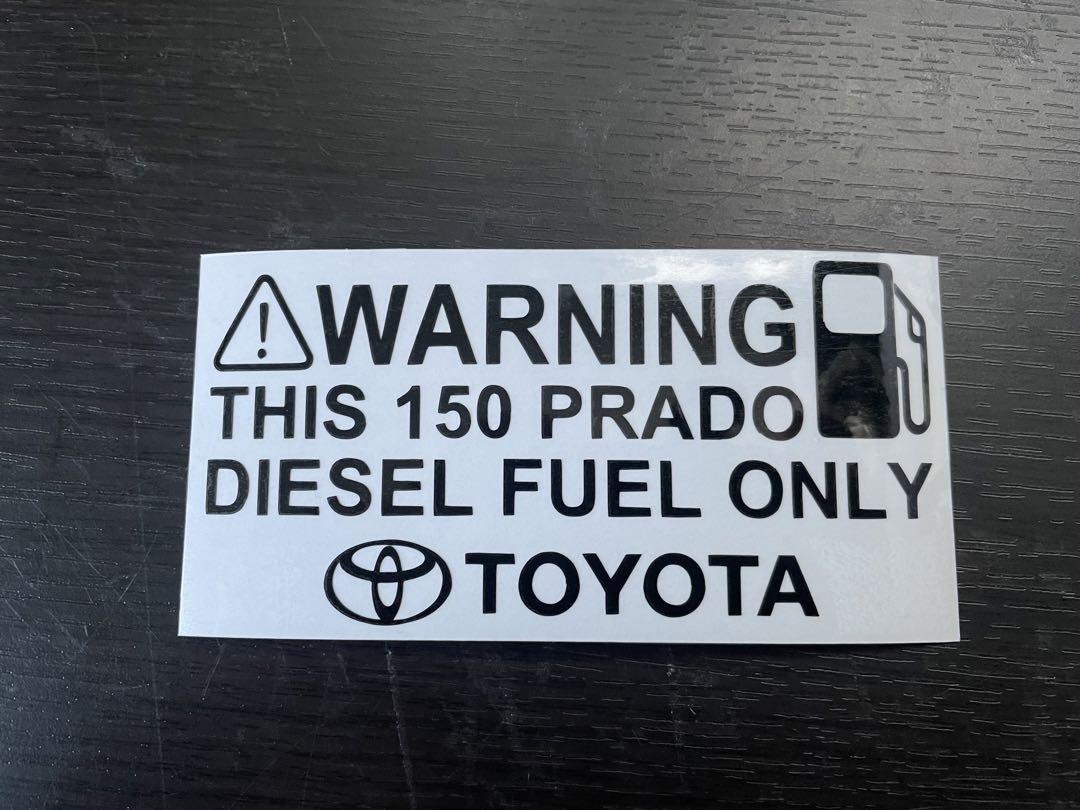 WARNING
THIS 150 PRADO
DIESEL FUEL ONLY
TOYOTA